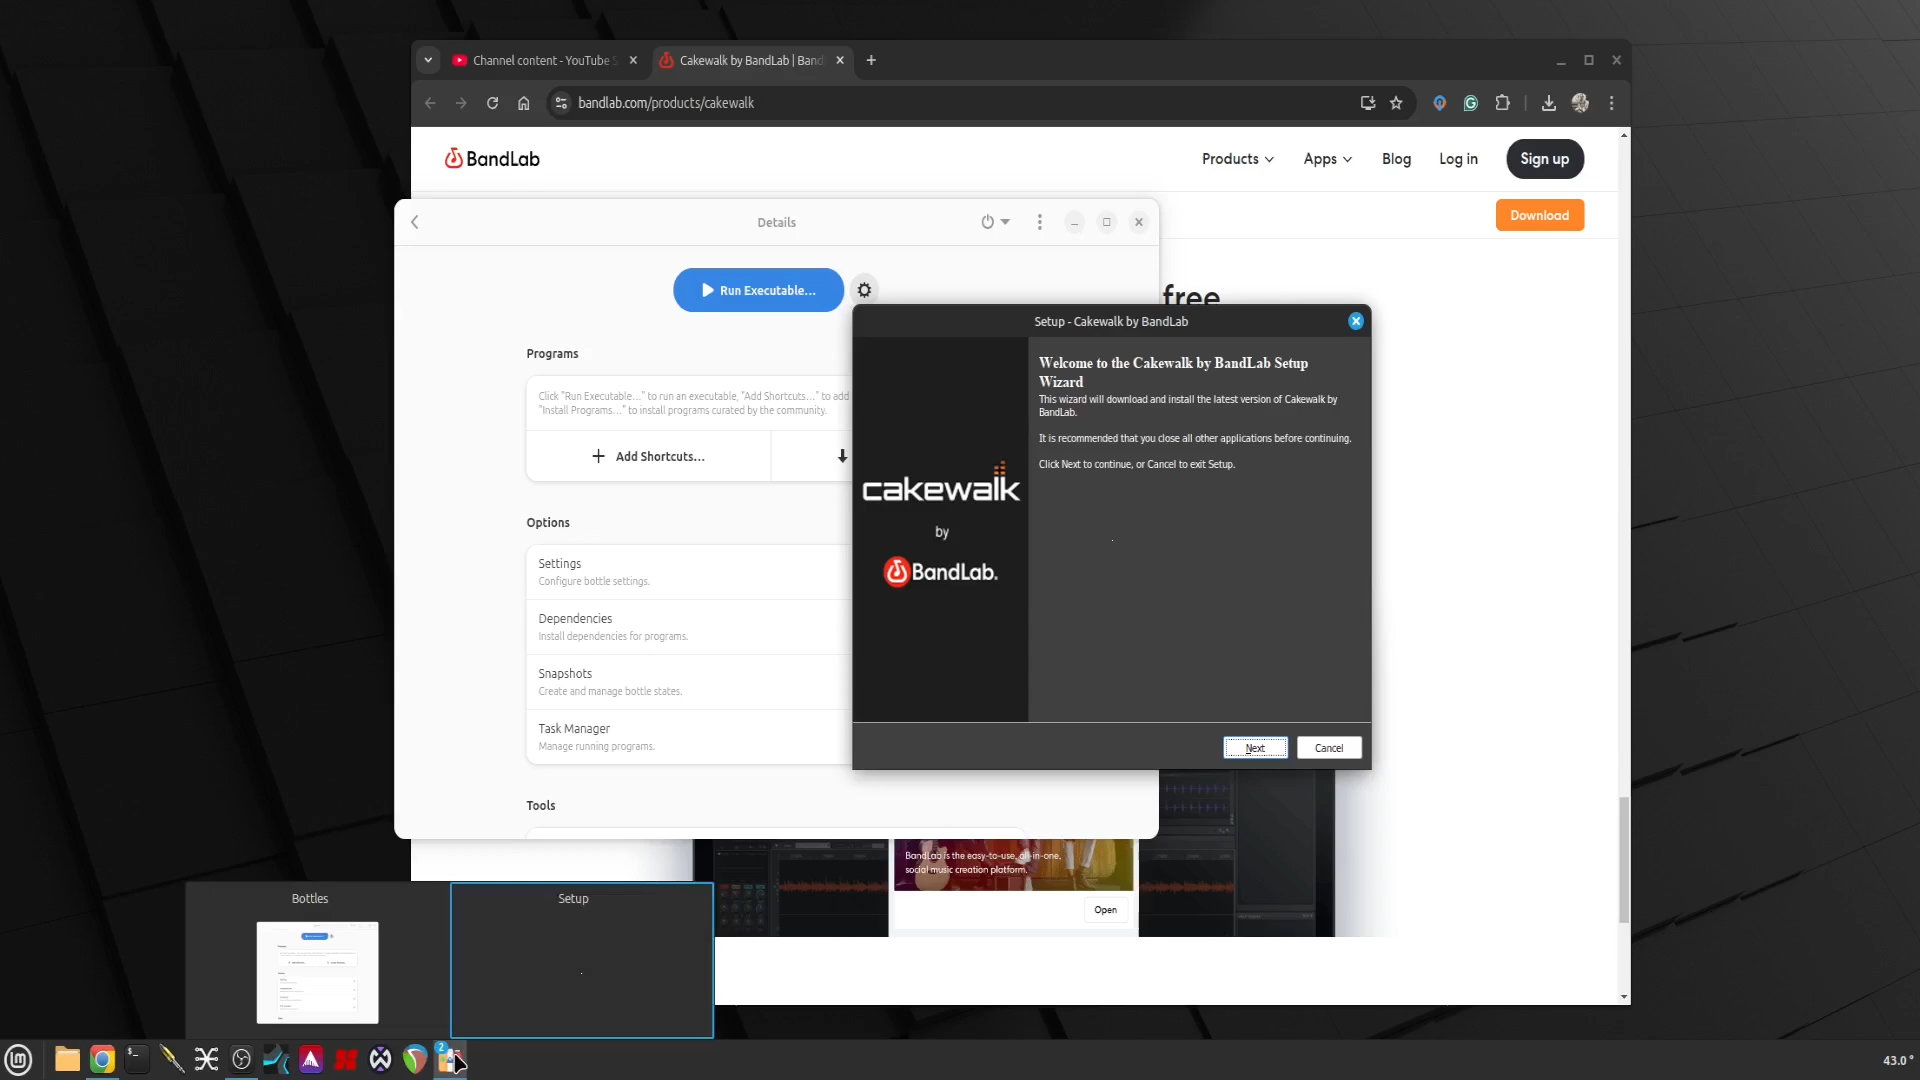 Channel content - YouTube S
Cakewalk by BandLab | Band
bandlab.com/products/cakewalk
BandLab
Products
Apps
Blog
Log in
Sign up
Download
free
Details
Run Executable...
Programs
Click "Run Executable..." to run an executable, "Add Shortcuts..." to add
"Install Programs..." to install programs curated by the community.
Add Shortcuts...
Options
Settings
Configure bottle settings.
Dependencies
Install dependencies for programs.
Snapshots
Create and manage bottle states.
Task Manager
Manage running programs.
Tools
Setup - Cakewalk by BandLab
cakewalk
by
BandLab.
Welcome to the Cakewalk by BandLab Setup
Wizard
This wizard will download and install the latest version of Cakewalk by
BandLab.
It is recommended that you close all other applications before continuing.
Click Next to continue, or Cancel to exit Setup.
Next
Cancel
BandLab is the easy-to-use, all-in-one,
social music creation platform.
Open
Bottles
Setup
2
43.0 °